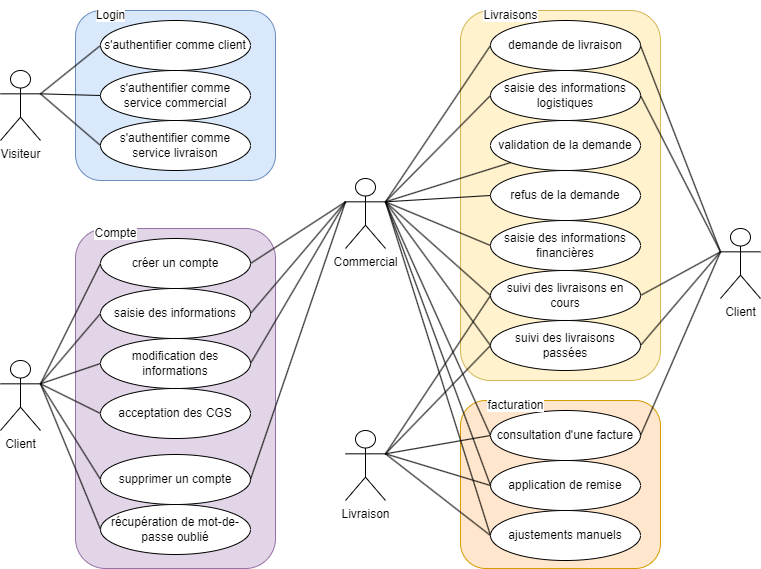 Login
s'authentifier comme client
s'authentifier comme
service commercial
s'authentifier comme
service livraison
Visiteur
Compte
créer un compte
saisie des informations
modification des
informations
acceptation des CGS
supprimer un compte
récupération de mot-de-
passe oublié
Client
Commercial
Livraison
Livraisons
demande de livraison
saisie des informations
logistiques
validation de la demande
refus de la demande
saisie des informations
financières
suivi des livraisons en
cours
suivi des livraisons
passées
Client
facturation
consultation d'une facture
application de remise
ajustements manuels